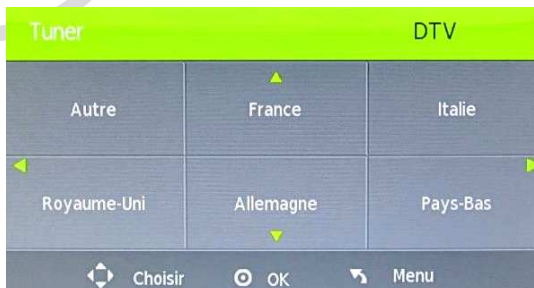 Tuner DTV
Autre France Italie
Royaume-Uni Allemagne Pays-Bas
Choisir OK Menu